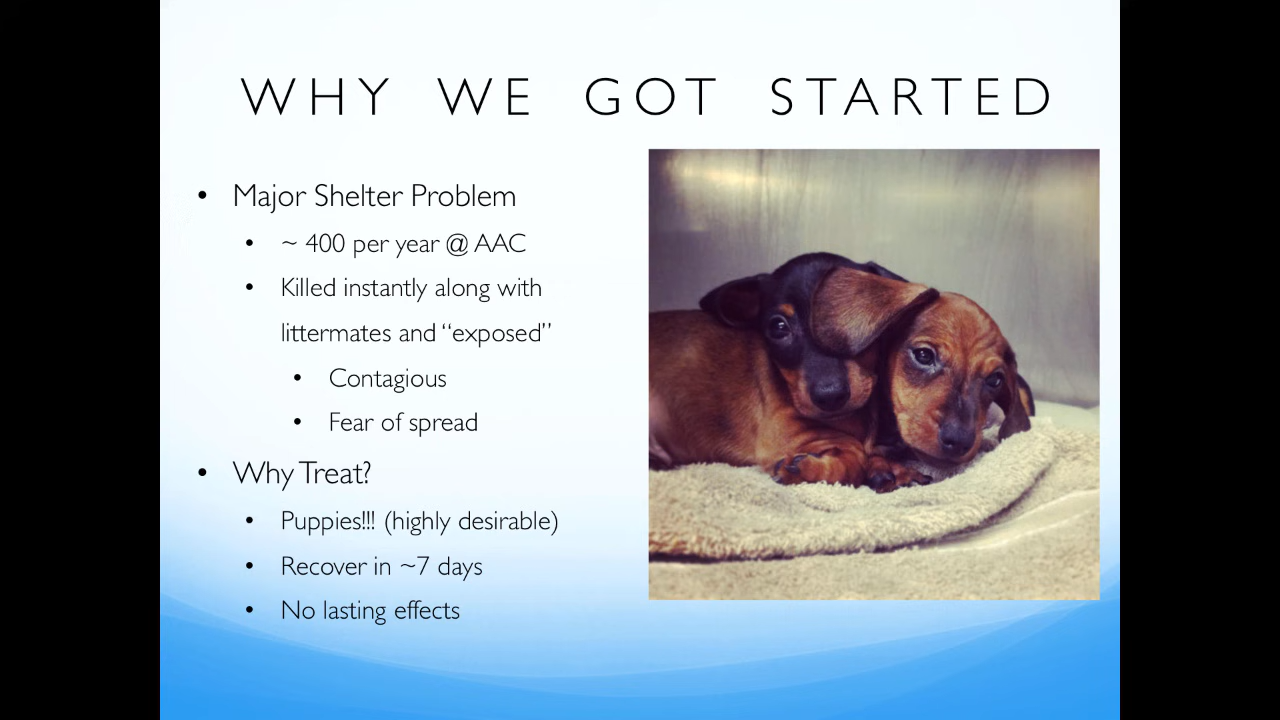 WHY WE GOT STARTED
• Major Shelter Problem
• ~ 400 per year @ AAC
• Killed instantly along with
littermates and “exposed”
• Contagious
• Fear of spread
• Why Treat?
• Puppies!!! (highly desirable)
• Recover in ~7 days
• No lasting effects